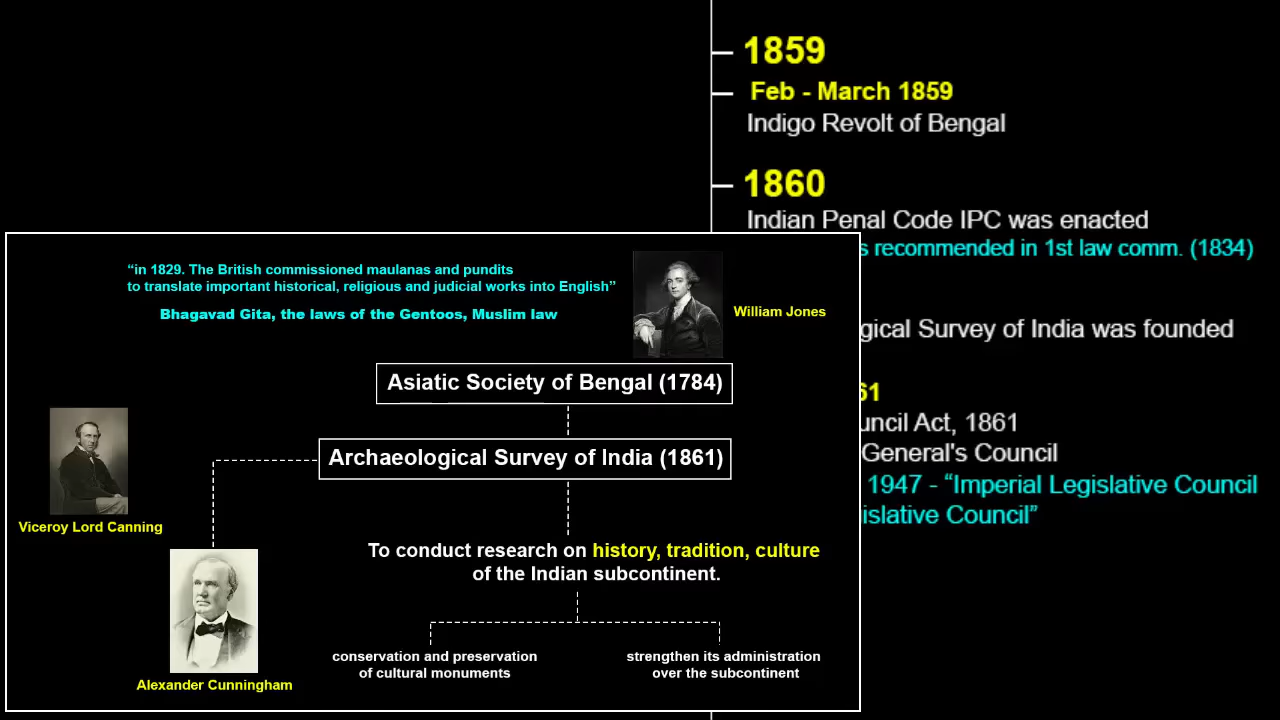 1859
Feb - March 1859
Indigo Revolt of Bengal
1860
Indian Penal Code IPC was enacted
s recommended in 1st law comm. (1834)
gical Survey of India was founded
61
uncil Act, 1861
General's Council
1947 - “Imperial Legislative Council
islative Council”
“in 1829. The British commissioned maulanas and pundits
to translate important historical, religious and judicial works into English”
Bhagavad Gita, the laws of the Gentoos, Muslim law
William Jones
Asiatic Society of Bengal (1784)
Archaeological Survey of India (1861)
Viceroy Lord Canning
Alexander Cunningham
To conduct research on history, tradition, culture
of the Indian subcontinent.
conservation and preservation
of cultural monuments
strengthen its administration
over the subcontinent